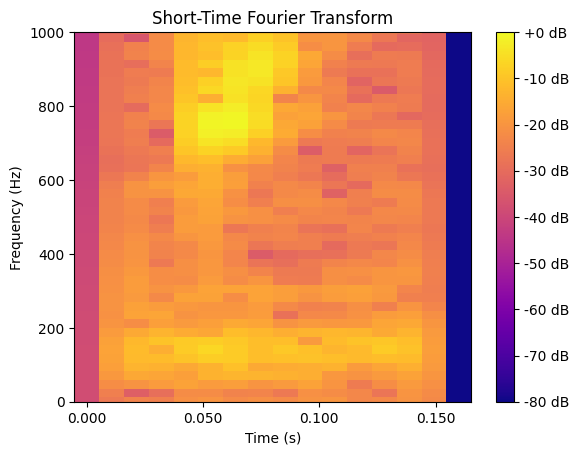 Short-Time Fourier Transform
Frequency (Hz)
1000
800
600
400
200
0
0.000
0.050
0.100
0.150
Time (s)
+0 dB
-10 dB
-20 dB
-30 dB
-40 dB
-50 dB
-60 dB
-70 dB
-80 dB